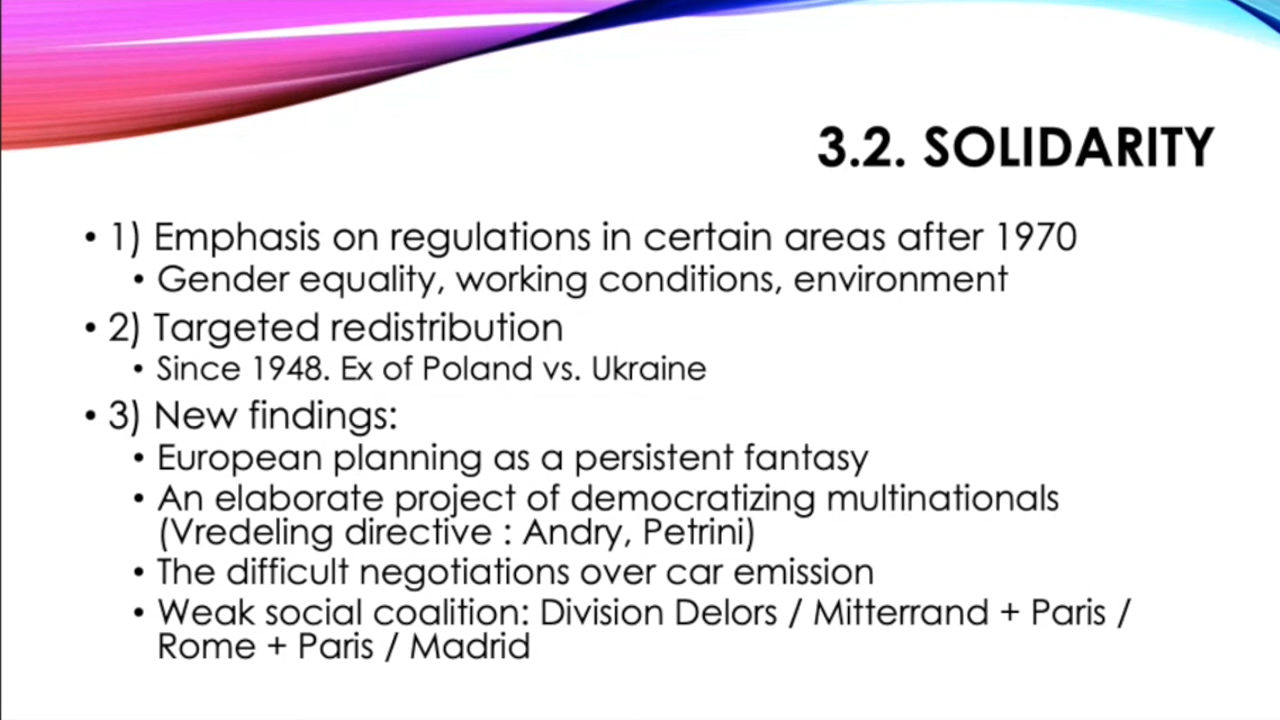 3.2. SOLIDARITY
• 1) Emphasis on regulations in certain areas after 1970
• Gender equality, working conditions, environment
• 2) Targeted redistribution
• Since 1948. Ex of Poland vs. Ukraine
• 3) New findings:
• European planning as a persistent fantasy
• An elaborate project of democratizing multinationals
(Vredeling directive : Andry, Petrini)
• The difficult negotiations over car emission
• Weak social coalition: Division Delors / Mitterrand + Paris /
Rome + Paris / Madrid